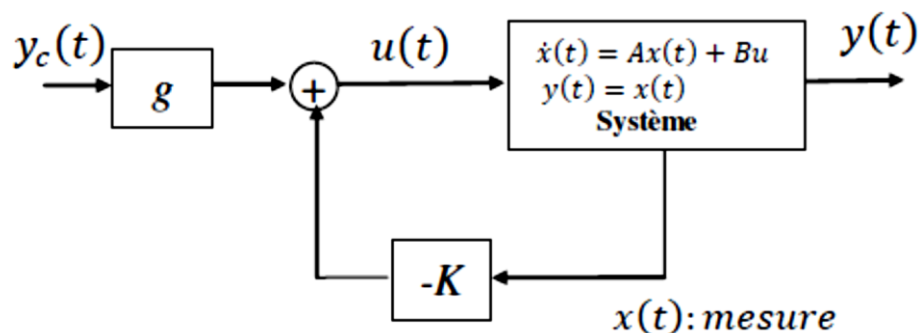 y_c(t)
g
+
u(t)
ẋ(t) = Ax(t) + Bu
y(t) = x(t)
Système
y(t)
-K
x(t): mesure